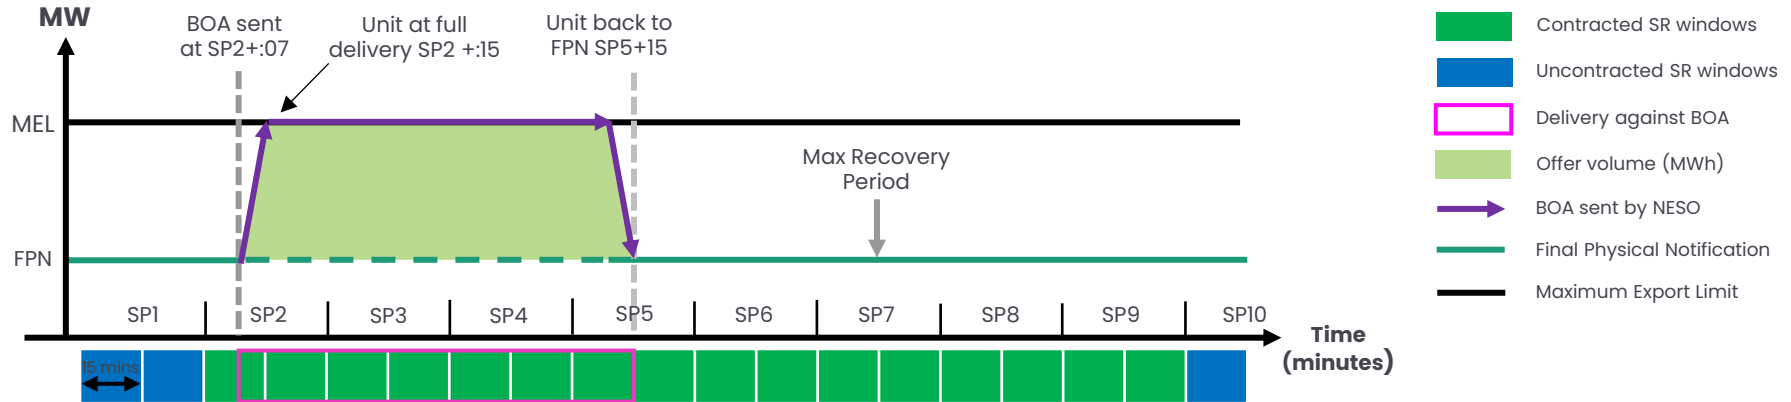 MW
BOA sent
at SP2+:07
Unit at full
delivery SP2 +:15
Unit back to
FPN SP5+15
MEL
Max Recovery
Period
FPN
SP1
SP2
SP3
SP4
SP5
SP6
SP7
SP8
SP9
SP10
Time
(minutes)
15 mins
Contracted SR windows
Uncontracted SR windows
Delivery against BOA
Offer volume (MWh)
BOA sent by NESO
Final Physical Notification
Maximum Export Limit